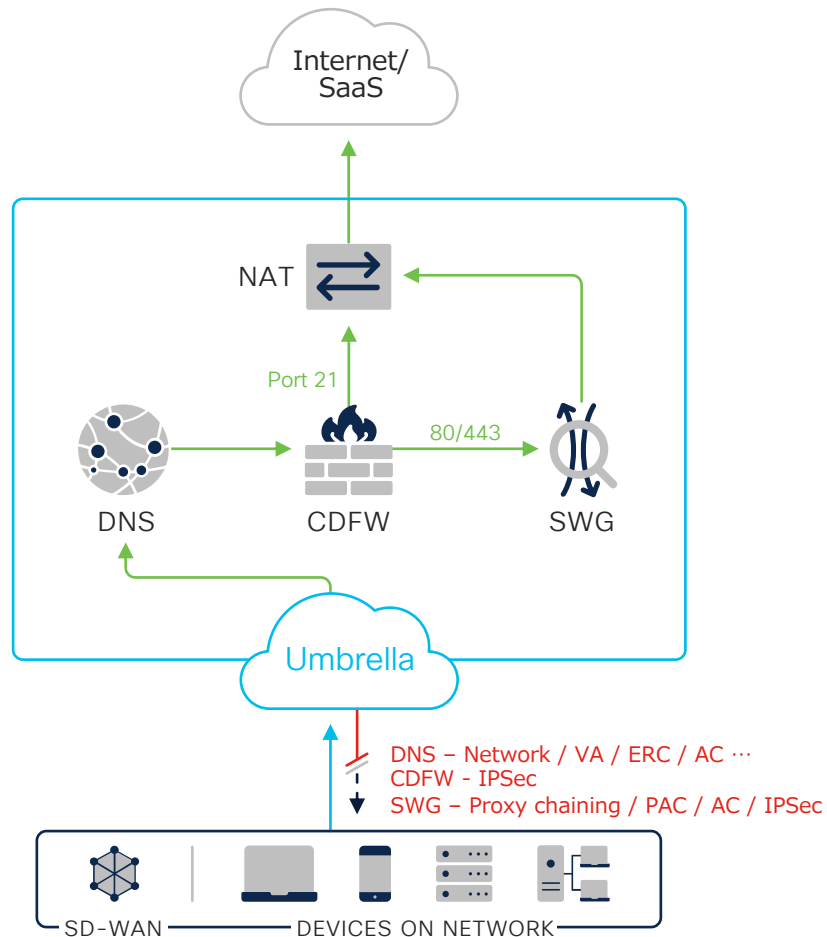 Internet/
SaaS
NAT
Port 21
80/443
DNS
CDFW
SWG
Umbrella
DNS – Network / VA / ERC / AC ⋯
CDFW - IPSec
SWG – Proxy chaining / PAC / AC / IPSec
SD-WAN
DEVICES ON NETWORK